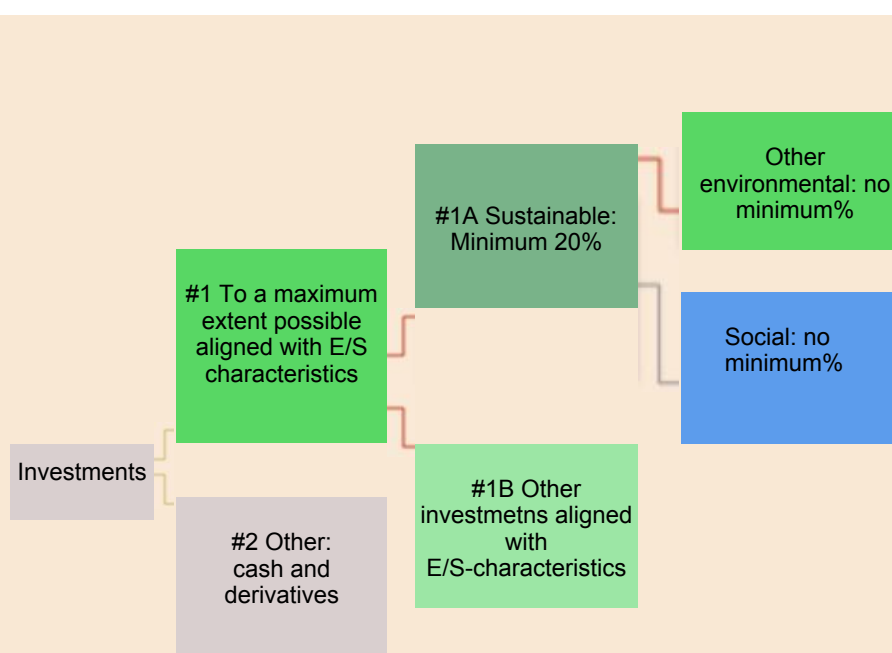 Investments
#1 To a maximum
extent possible
aligned with E/S
characteristics
#2 Other:
cash and
derivatives
#1A Sustainable:
Minimum 20%
#1B Other
investmetns aligned
with
E/S-characteristics
Other
environmental: no
minimum%
Social: no
minimum%